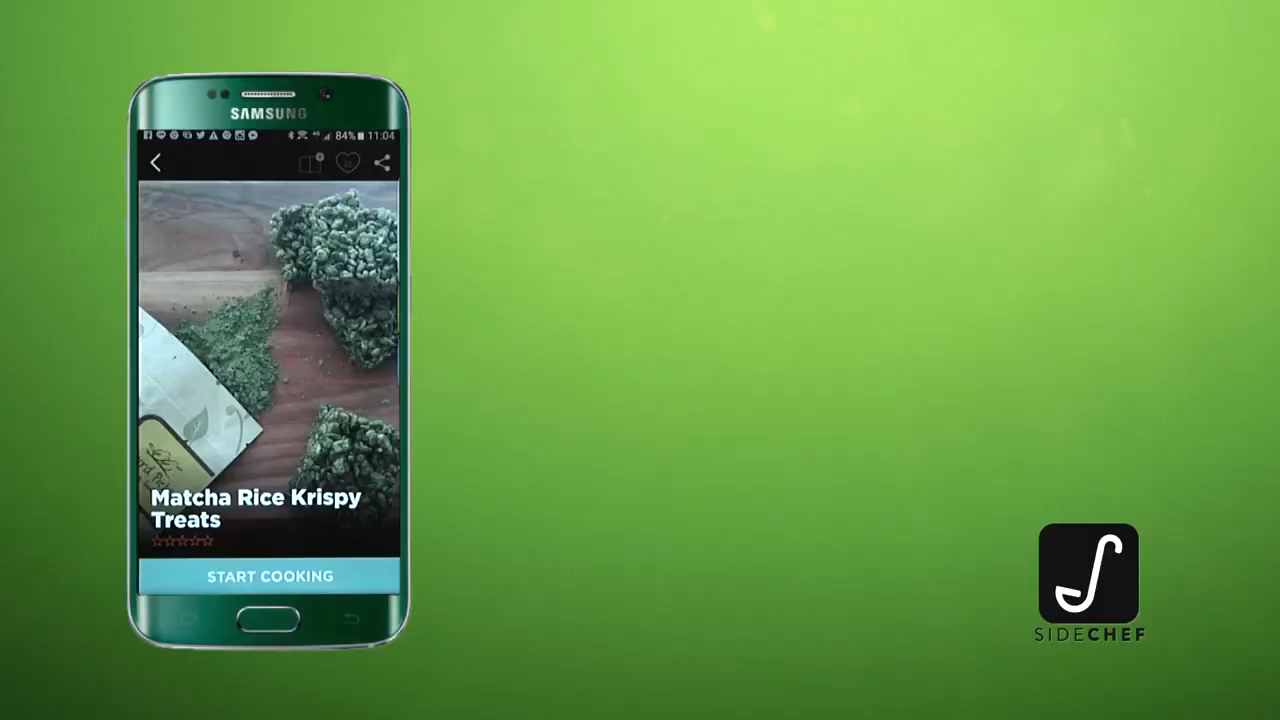 SAMSUNG
84% 11:04
Matcha Rice Krispy
Treats
START COOKING
SIDECHEF